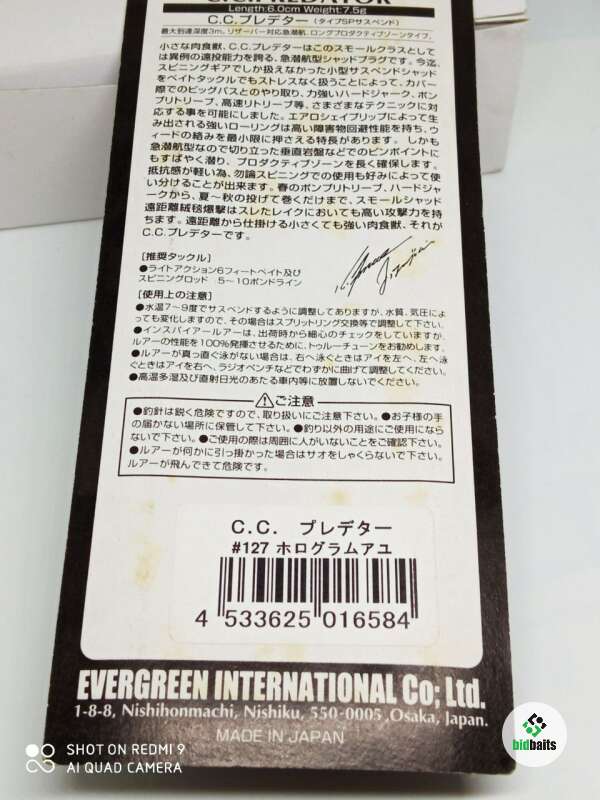 C.C.PREDATOR
Length:6.0cm Weight:7.5g
C.C.プレデター(タイプSPサスペンド)
最大到達深度3m。リザーバー対応急潜航、ロングプロダクティブゾーンタイプ。
小さな肉食獣、C.C.プレデターはこのスモールクラスとして
は異例の遠投能力を誇る、急潜航型シャッドプラグです。今迄、
スピニングギアでしか扱えなかった小型サスペンドシャッド
をベイトタックルでもストレスなく扱うことによって、カバー
際でのビッグバスとのやり取り、力強いハードジャーク、ポン
プリトリーブ、高速リトリーブ等、さまざまなテクニックに対
応する事を可能にしました。エアロシェイプリップによって生
み出される強いローリングは高い障害物回避性能を持ち、ウ
ィードの絡みを最小限に押さえる特長があります。しかも
急潜航型なので切り立った垂直岩盤などでのピンポイントに
もすばやく潜り、プロダクティブゾーンを長く確保します。
抵抗感が軽い為、勿論スピニングでの使用も好みによって使
い分けることが出来ます。春のポンプリトリーブ、ハードジャ
ークから、夏〜秋の投げて巻くだけまで、スモールシャッド
遠距離絨毯爆撃はスレたレイクにおいても高い攻撃力を持
ちます。遠距離から仕掛ける小さくても強い肉食獣、それが
C.C.プレデターです。
[推奨タックル]
●ライトアクション6フィートベイト及び
スピニングロッド 5〜10ポンドライン
[使用上の注意]
●水温7〜9度でサスペンドするように調整してありますが、水質、気圧によ
っても変化しますので、その場合はスプリットリング交換等で調整して下さい。
●インスパイアールアーは、出荷時から細心のチェックをしていますが、
ルアーの性能を100%発揮させるために、トゥルーチューンをお勧めします。
●ルアーが真っ直ぐ泳がない場合は、右へ泳ぐときはアイを左へ、左へ泳
ぐときはアイを右へ、ラジオペンチなどでわずかに曲げて調整してください。
●高温多湿及び直射日光のあたる車内等に放置しないでください。
⚠ご注意
●釣針は鋭く危険ですので、取り扱いにご注意下さい。●お子様の手
の届かない場所に保管して下さい。●釣り以外の用途にご使用になら
ないで下さい。●ご使用の際は周囲に人がいないことをご確認下さい。
●ルアーが何かに引っ掛かった場合はサオをしゃくらないで下さい。
ルアーが飛んできて危険です。
C.C. プレデター
#127 ホログラムアユ
4 533625 016584
EVERGREEN INTERNATIONAL Co; Ltd.
1-8-8, Nishihonmachi, Nishiku, 550-0005 ,Osaka, Japan.
MADE IN JAPAN
SHOT ON REDMI 9
AI QUAD CAMERA
bidbaits